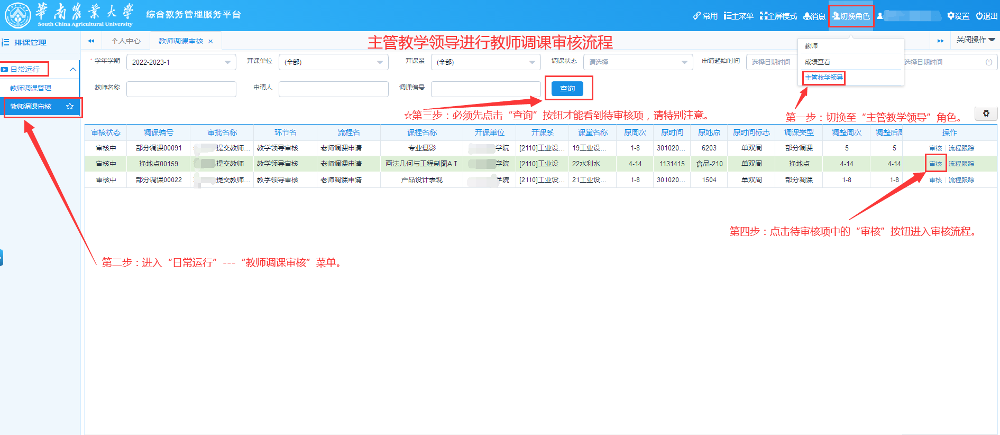 華南農業大學
South China Agricultural University
综合教务管理服务平台
常用 主菜单 全屏模式 消息 切换角色 设置 退出
排课管理
个人中心 教师调课审核 ×
主管教学领导进行教师调课审核流程
关闭操作
教师
成绩查看
主管教学领导
日常运行
教师调课管理
教师调课审核
* 学年学期 2022-2023-1 开课单位 (全部) 开课系 (全部) 调课状态 请选择 申请起始时间 选择日期时间 选择日期时间
教师名称 申请人 调课编号 查询
☆第三步：必须先点击“查询”按钮才能看到待审核项，请特别注意。
第一步：切换至“主管教学领导”角色。
审核状态 调课编号 审批名称 环节名 流程名 课程名称 开课单位 开课系 课堂名称 原周次 原时间 原地点 原时间标志 调课类型 调整周次 调整后周 操作
审核中 部分调课00091 提交教师... 教学领导审核 老师调课申请 专业摄影 学院 [2110]工业设... 19工业设... 1-8 301020... 6203 单双周 部分调课 5 5 审核 流程跟踪
审核中 换地点00159 提交教师 教学领导审核 老师调课申请 画法几何与工程制图A I 学院 [2110]工业设 22水利水 4-14 1131415 食品-210 单双周 换地点 4-14 4-14 审核 流程跟踪
审核中 部分调课00022 提交教师... 教学领导审核 老师调课申请 产品设计表现 学院 [2110]工业设... 21工业设... 1-8 301020... 1504 单双周 部分调课 1-8 1-8 审核 流程跟踪
第四步：点击待审核项中的“审核”按钮进入审核流程。
第二步：进入“日常运行”---“教师调课审核”菜单。